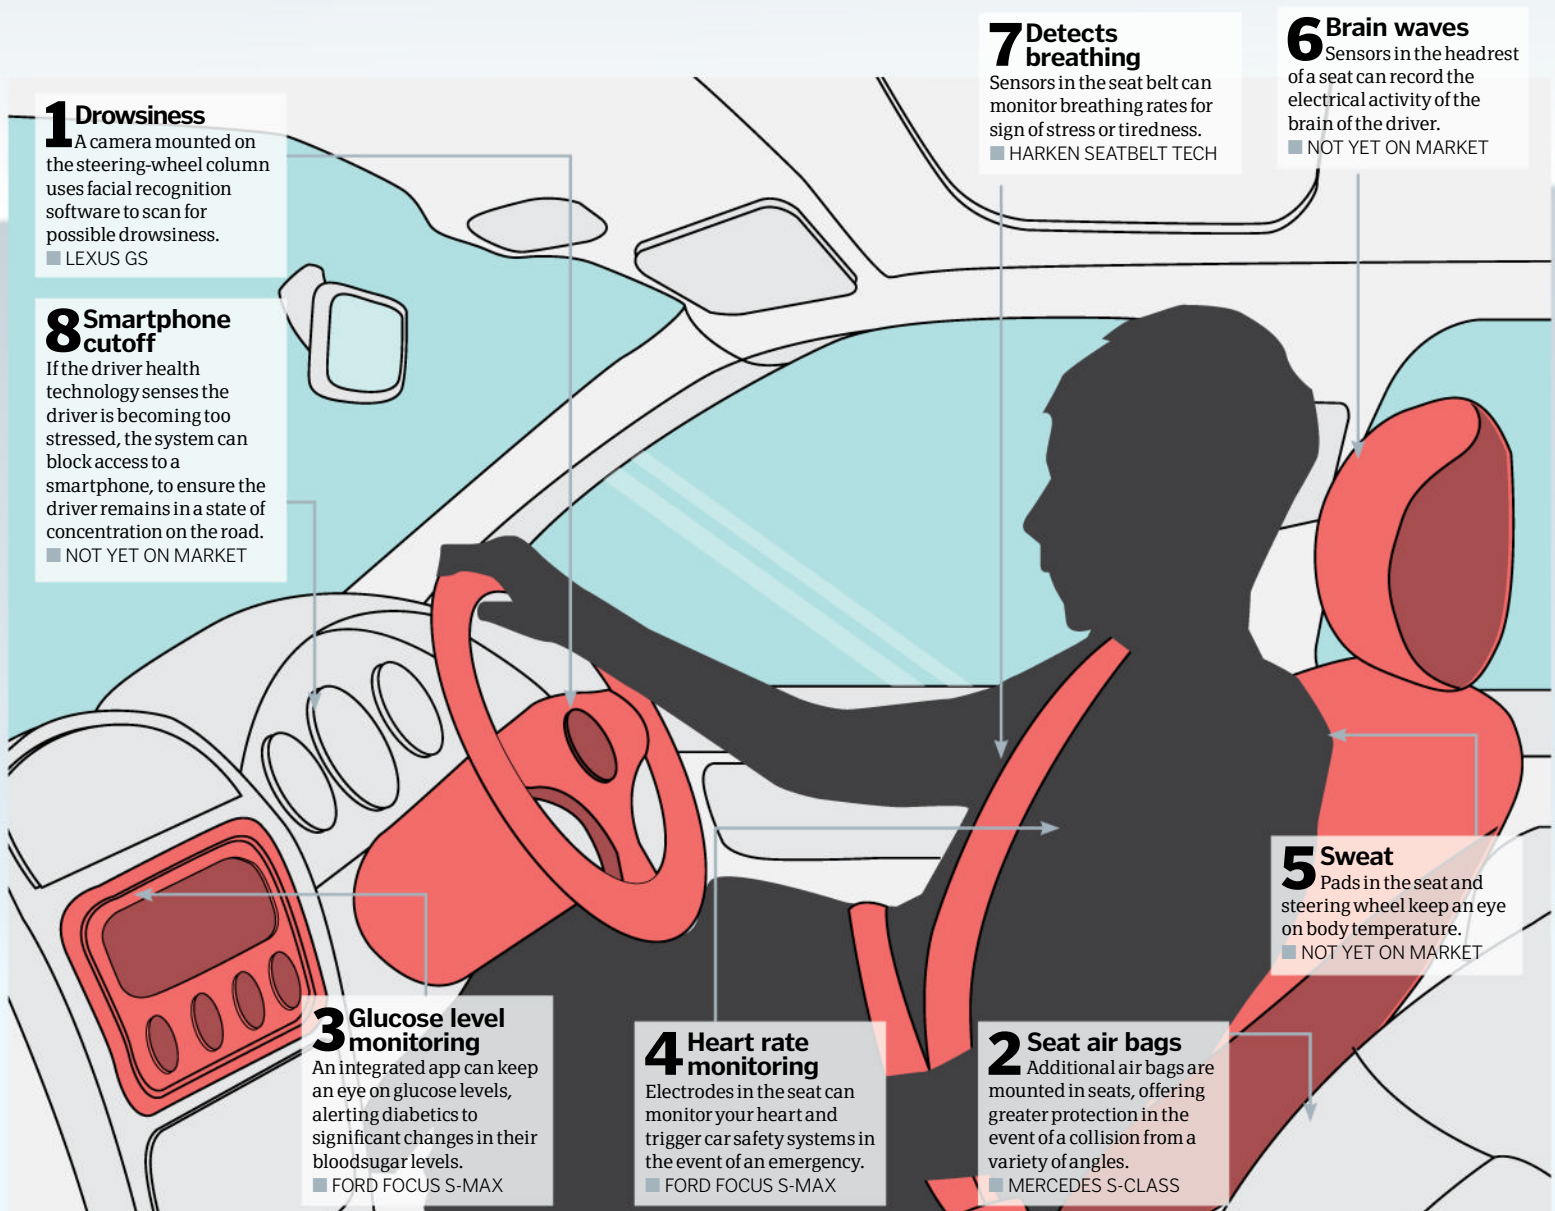 1 Drowsiness
A camera mounted on
the steering-wheel column
uses facial recognition
software to scan for
possible drowsiness.
LEXUS GS
8 Smartphone
cutoff
If the driver health
technology senses the
driver is becoming too
stressed, the system can
block access to a
smartphone, to ensure the
driver remains in a state of
concentration on the road.
NOT YET ON MARKET
7 Detects
breathing
Sensors in the seat belt can
monitor breathing rates for
sign of stress or tiredness.
HARKEN SEATBELT TECH
6 Brain waves
Sensors in the headrest
of a seat can record the
electrical activity of the
brain of the driver.
NOT YET ON MARKET
5 Sweat
Pads in the seat and
steering wheel keep an eye
on body temperature.
NOT YET ON MARKET
3 Glucose level
monitoring
An integrated app can keep
an eye on glucose levels,
alerting diabetics to
significant changes in their
bloodsugar levels.
FORD FOCUS S-MAX
4 Heart rate
monitoring
Electrodes in the seat can
monitor your heart and
trigger car safety systems in
the event of an emergency.
FORD FOCUS S-MAX
2 Seat air bags
Additional air bags are
mounted in seats, offering
greater protection in the
event of a collision from a
variety of angles.
MERCEDES S-CLASS